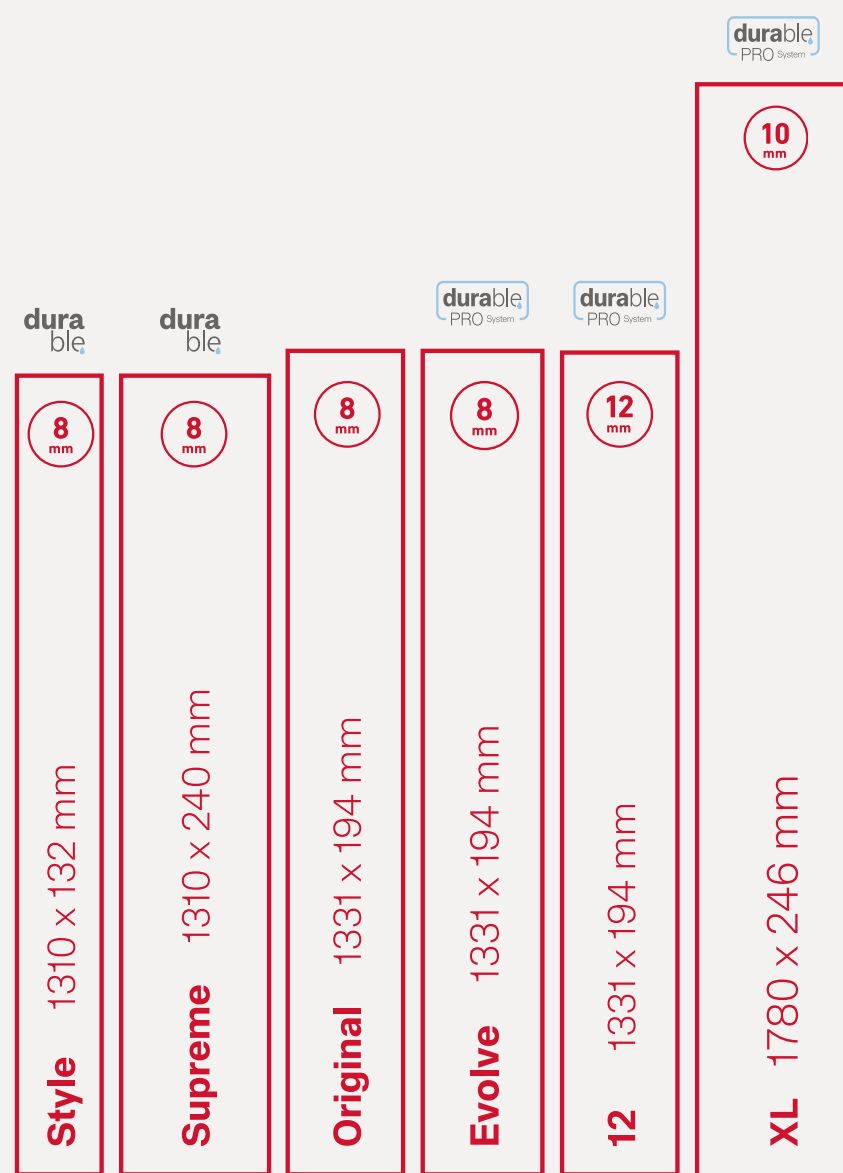 durable
PRO System
10
mm
XL 1780 x 246 mm
dura
ble
8
mm
Style 1310 x 132 mm
dura
ble
8
mm
Supreme 1310 x 240 mm
8
mm
Original 1331 x 194 mm
durable
PRO System
8
mm
Evolve 1331 x 194 mm
durable
PRO System
12
mm
12 1331 x 194 mm